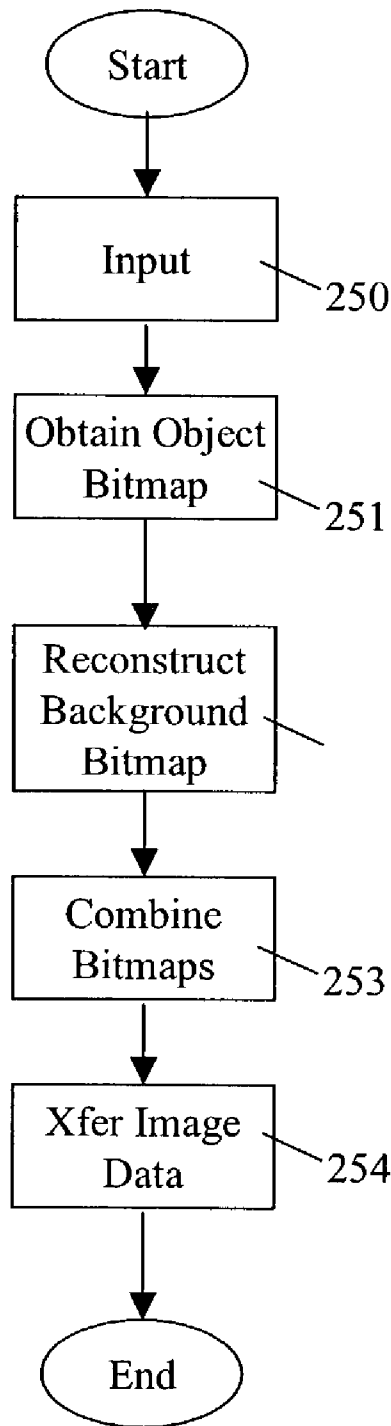 Start
Input
250
Obtain Object
Bitmap
251
Reconstruct
Background
Bitmap
Combine
Bitmaps
253
Xfer Image
Data
254
End